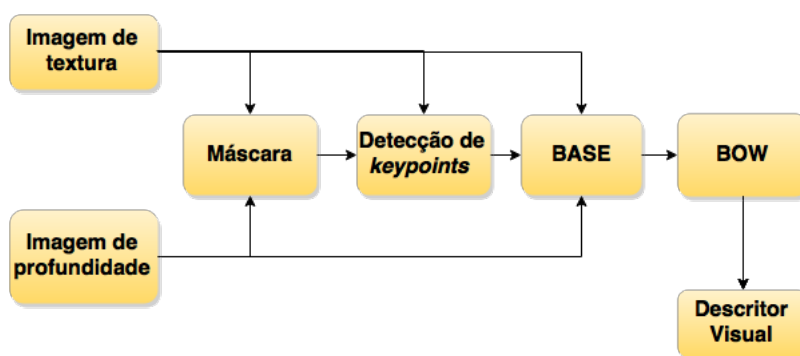 Imagem de
textura
Máscara
Detecção de
keypoints
BASE
BOW
Imagem de
profundidade
Descritor
Visual